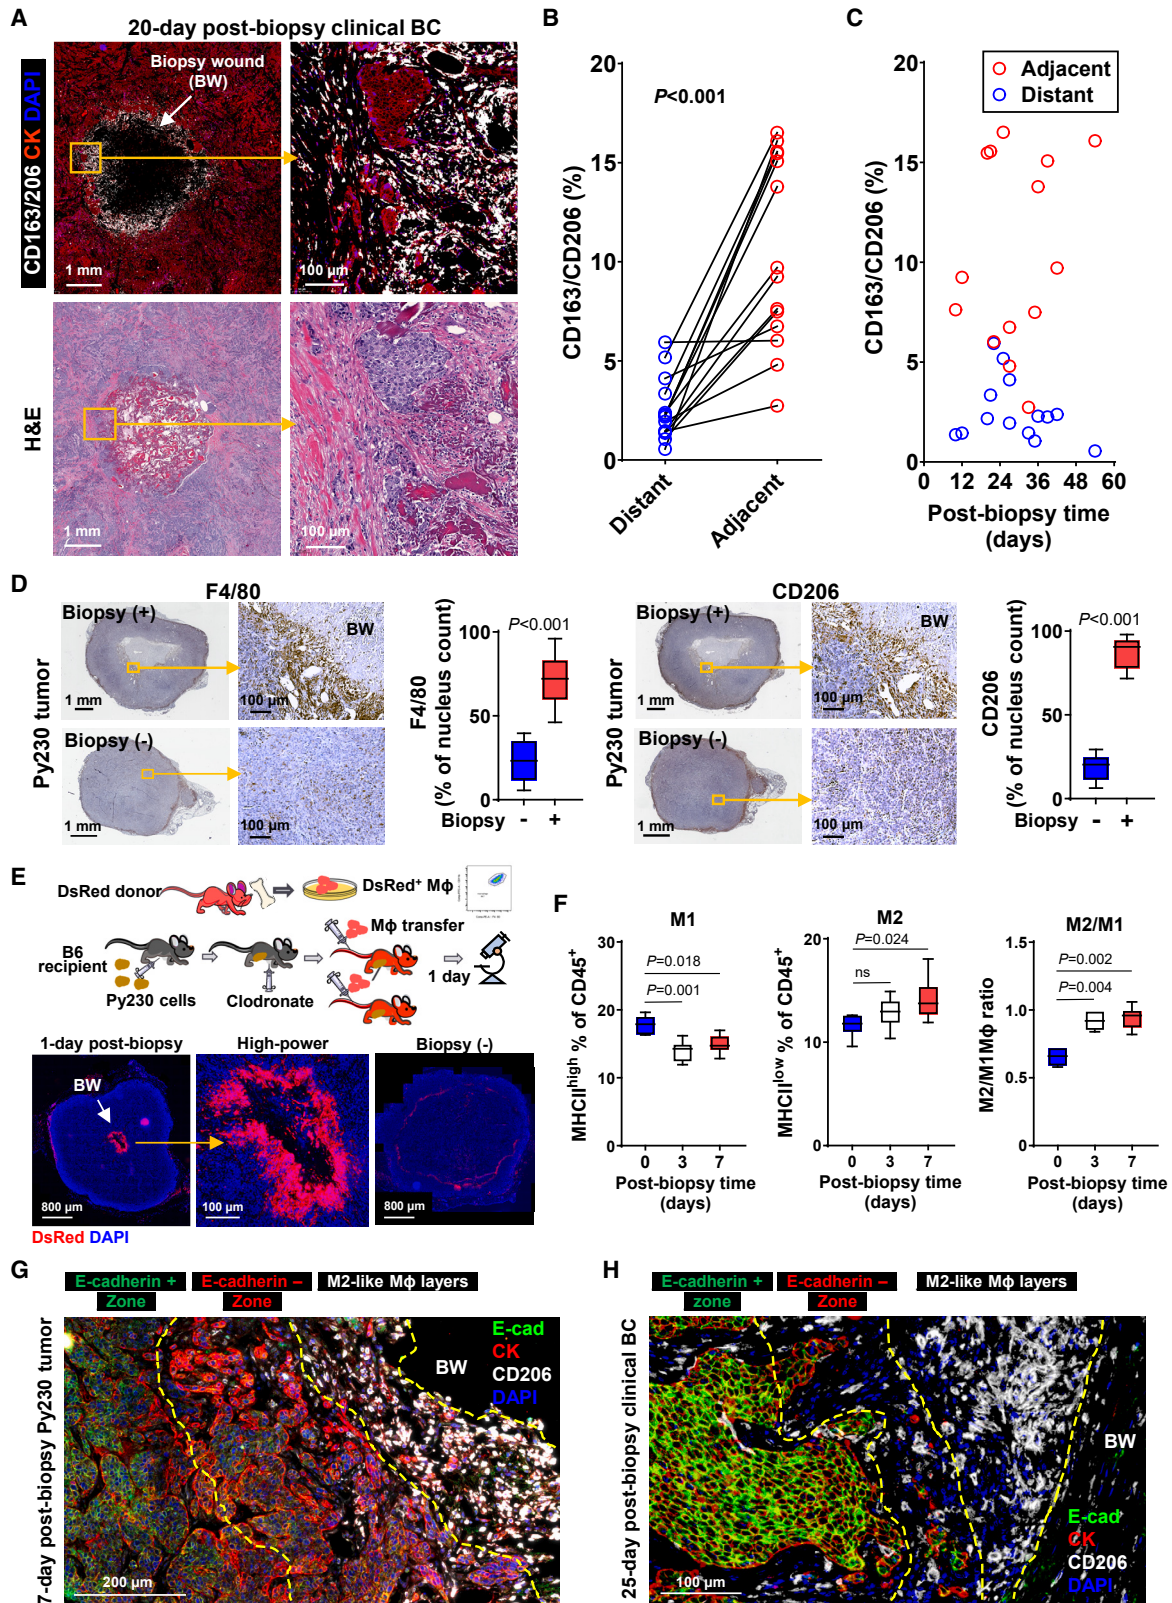 A
20-day post-biopsy clinical BC
CD163/206 CK DAPI
Biopsy wound
(BW)
1 mm
100 µm
H&E
1 mm
100 µm
B
CD163/CD206 (%)
20
15
10
5
0
P<0.001
Distant
Adjacent
C
CD163/CD206 (%)
20
15
10
5
0
Adjacent
Distant
0
12
24
36
48
60
Post-biopsy time
(days)
D
F4/80
Py230 tumor
Biopsy (+)
1 mm
BW
100 µm
Biopsy (-)
1 mm
100 µm
P<0.001
F4/80
(% of nucleus count)
100
50
0
Biopsy - +
CD206
Py230 tumor
Biopsy (+)
1 mm
BW
100 µm
Biopsy (-)
1 mm
100 µm
P<0.001
CD206
(% of nucleus count)
100
50
0
Biopsy - +
E
DsRed donor
DsRed+ Mϕ
B6
recipient
Mϕ transfer
1 day
Py230 cells
Clodronate
1-day post-biopsy
High-power
Biopsy (-)
BW
800 µm
100 µm
800 µm
DsRed DAPI
F
M1
MHCIIhigh % of CD45+
30
20
10
0
P=0.018
P=0.001
0 3 7
Post-biopsy time
(days)
M2
MHCIIlow % of CD45+
20
10
0
P=0.024
ns
0 3 7
Post-biopsy time
(days)
M2/M1
M2/M1Mϕ ratio
1.5
1.0
0.5
0
P=0.002
P=0.004
0 3 7
Post-biopsy time
(days)
G
E-cadherin +
Zone
E-cadherin –
Zone
M2-like Mϕ layers
7-day post-biopsy Py230 tumor
E-cad
CK
CD206
DAPI
BW
200 µm
H
E-cadherin +
zone
E-cadherin –
Zone
M2-like Mϕ layers
25-day post-biopsy clinical BC
BW
E-cad
CK
CD206
DAPI
100 µm